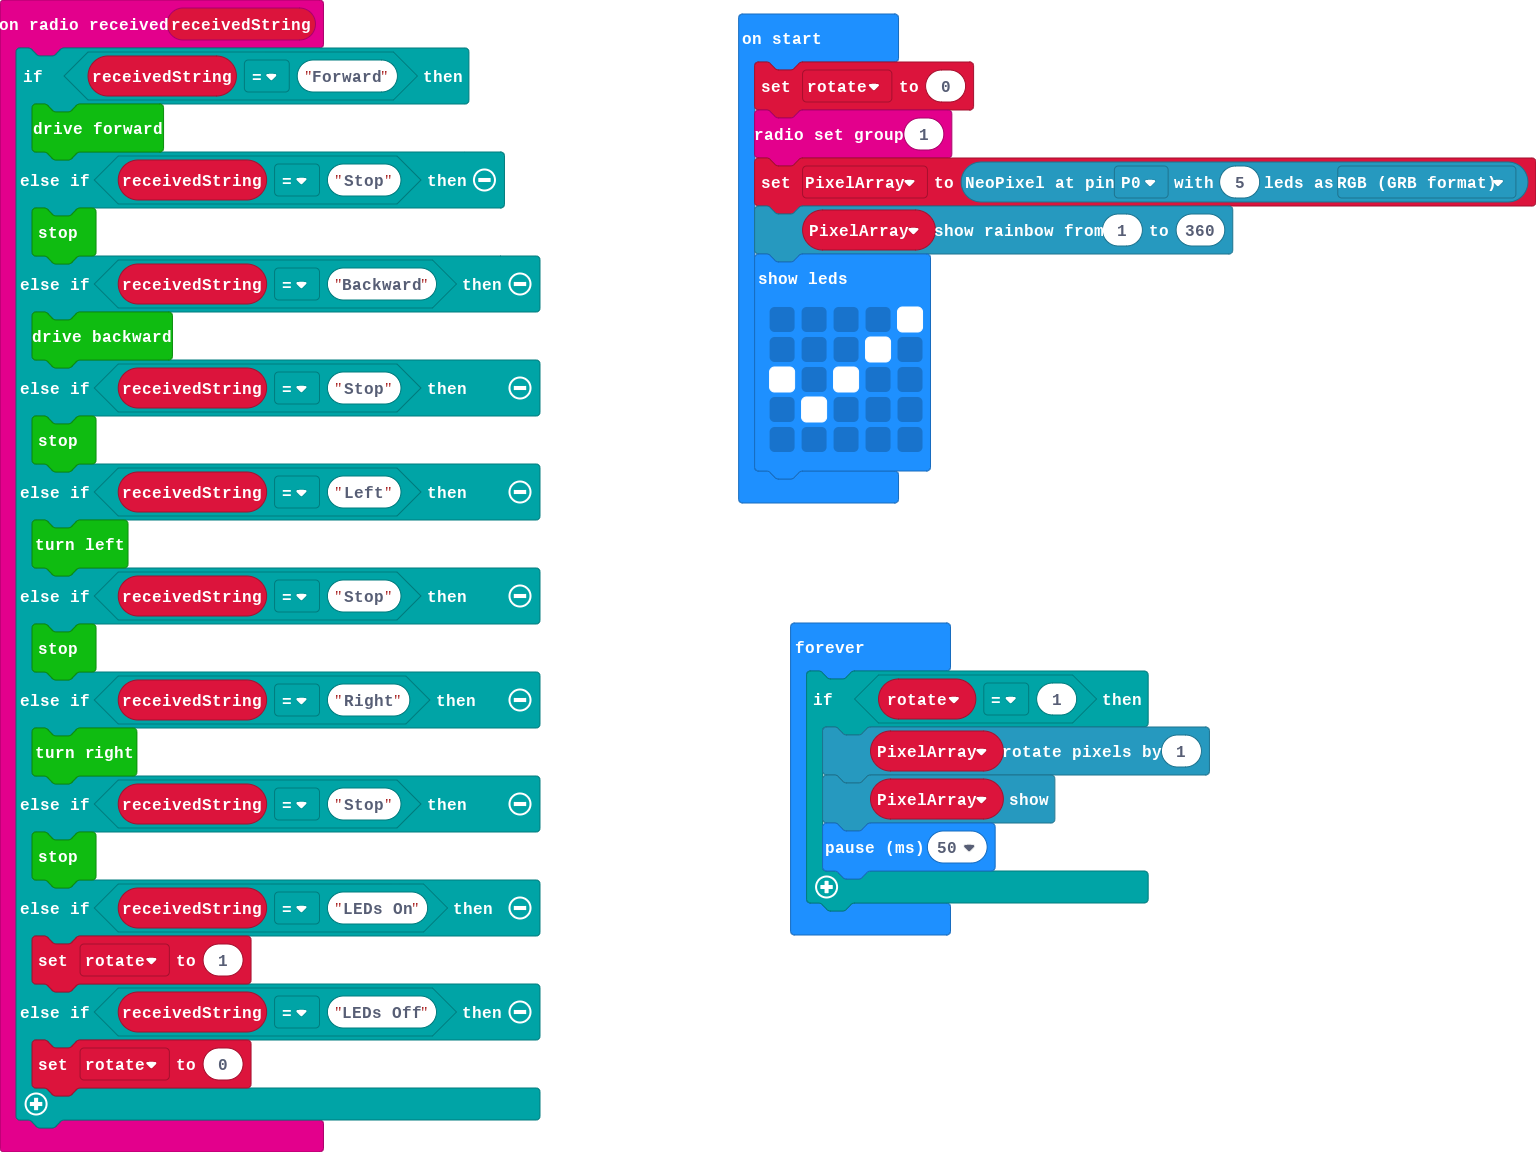 on radio received receivedString
if receivedString = "Forward" then
drive forward
else if receivedString = "Stop" then
stop
else if receivedString = "Backward" then
drive backward
else if receivedString = "Stop" then
stop
else if receivedString = "Left" then
turn left
else if receivedString = "Stop" then
stop
else if receivedString = "Right" then
turn right
else if receivedString = "Stop" then
stop
else if receivedString = "LEDs On" then
set rotate to 1
else if receivedString = "LEDs Off" then
set rotate to 0
on start
set rotate to 0
radio set group 1
set PixelArray to NeoPixel at pin P0 with 5 leds as RGB (GRB format)
PixelArray show rainbow from 1 to 360
show leds
forever
if rotate = 1 then
PixelArray rotate pixels by 1
PixelArray show
pause (ms) 50